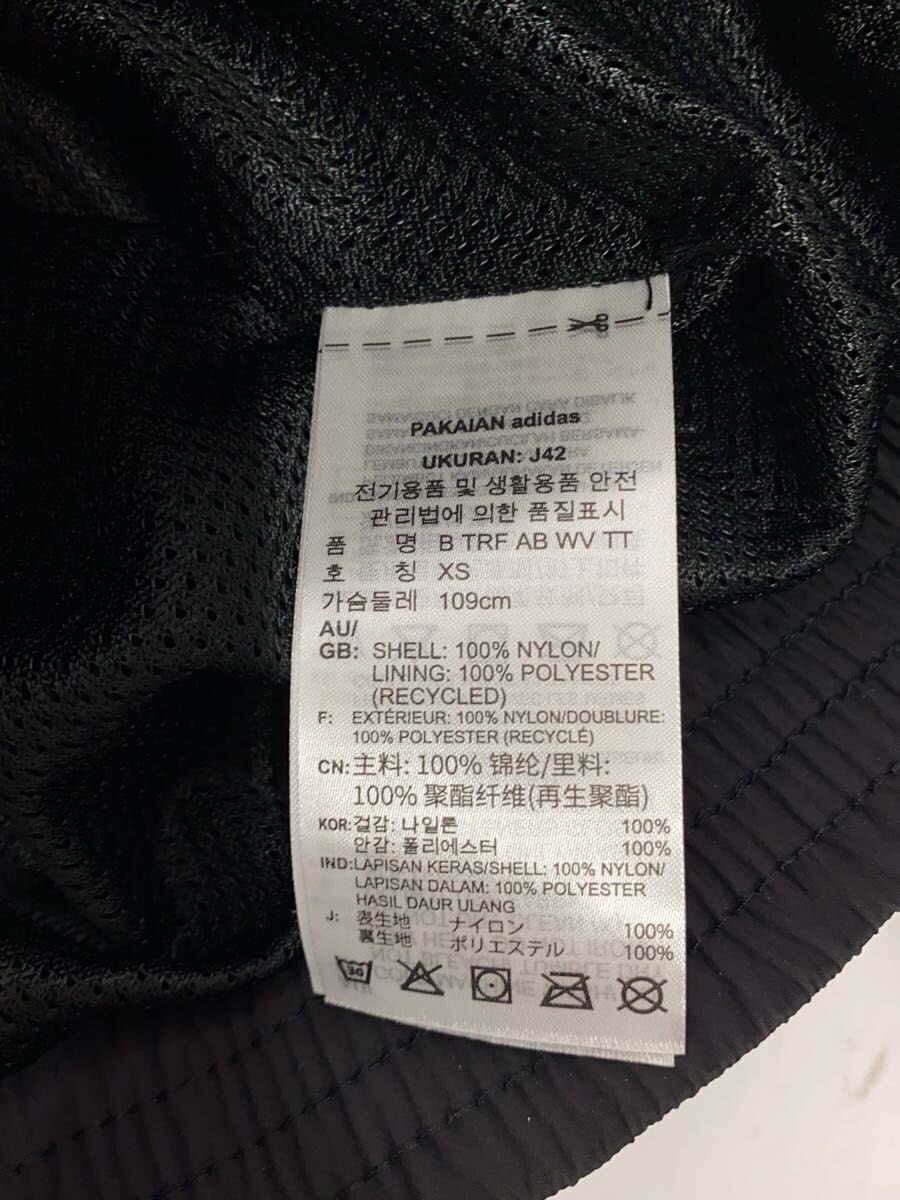 PAKAIAN adidas
UKURAN: J42
전기용품 및 생활용품 안전
관리법에 의한 품질표시
품 명 B TRF AB WV TT
호 칭 XS
가슴둘레 109cm
AU/
GB: SHELL: 100% NYLON/
LINING: 100% POLYESTER
(RECYCLED)
F: EXTÉRIEUR: 100% NYLON/DOUBLURE:
100% POLYESTER (RECYCLÉ)
CN: 主料: 100% 锦纶/里料:
100% 聚酯纤维(再生聚酯)
KOR: 겉감: 나일론 100%
안감: 폴리에스터 100%
IND: LAPISAN KERAS/SHELL: 100% NYLON/
LAPISAN DALAM: 100% POLYESTER
HASIL DAUR ULANG
J: 表生地 ナイロン 100%
裏生地 ポリエステル 100%
30